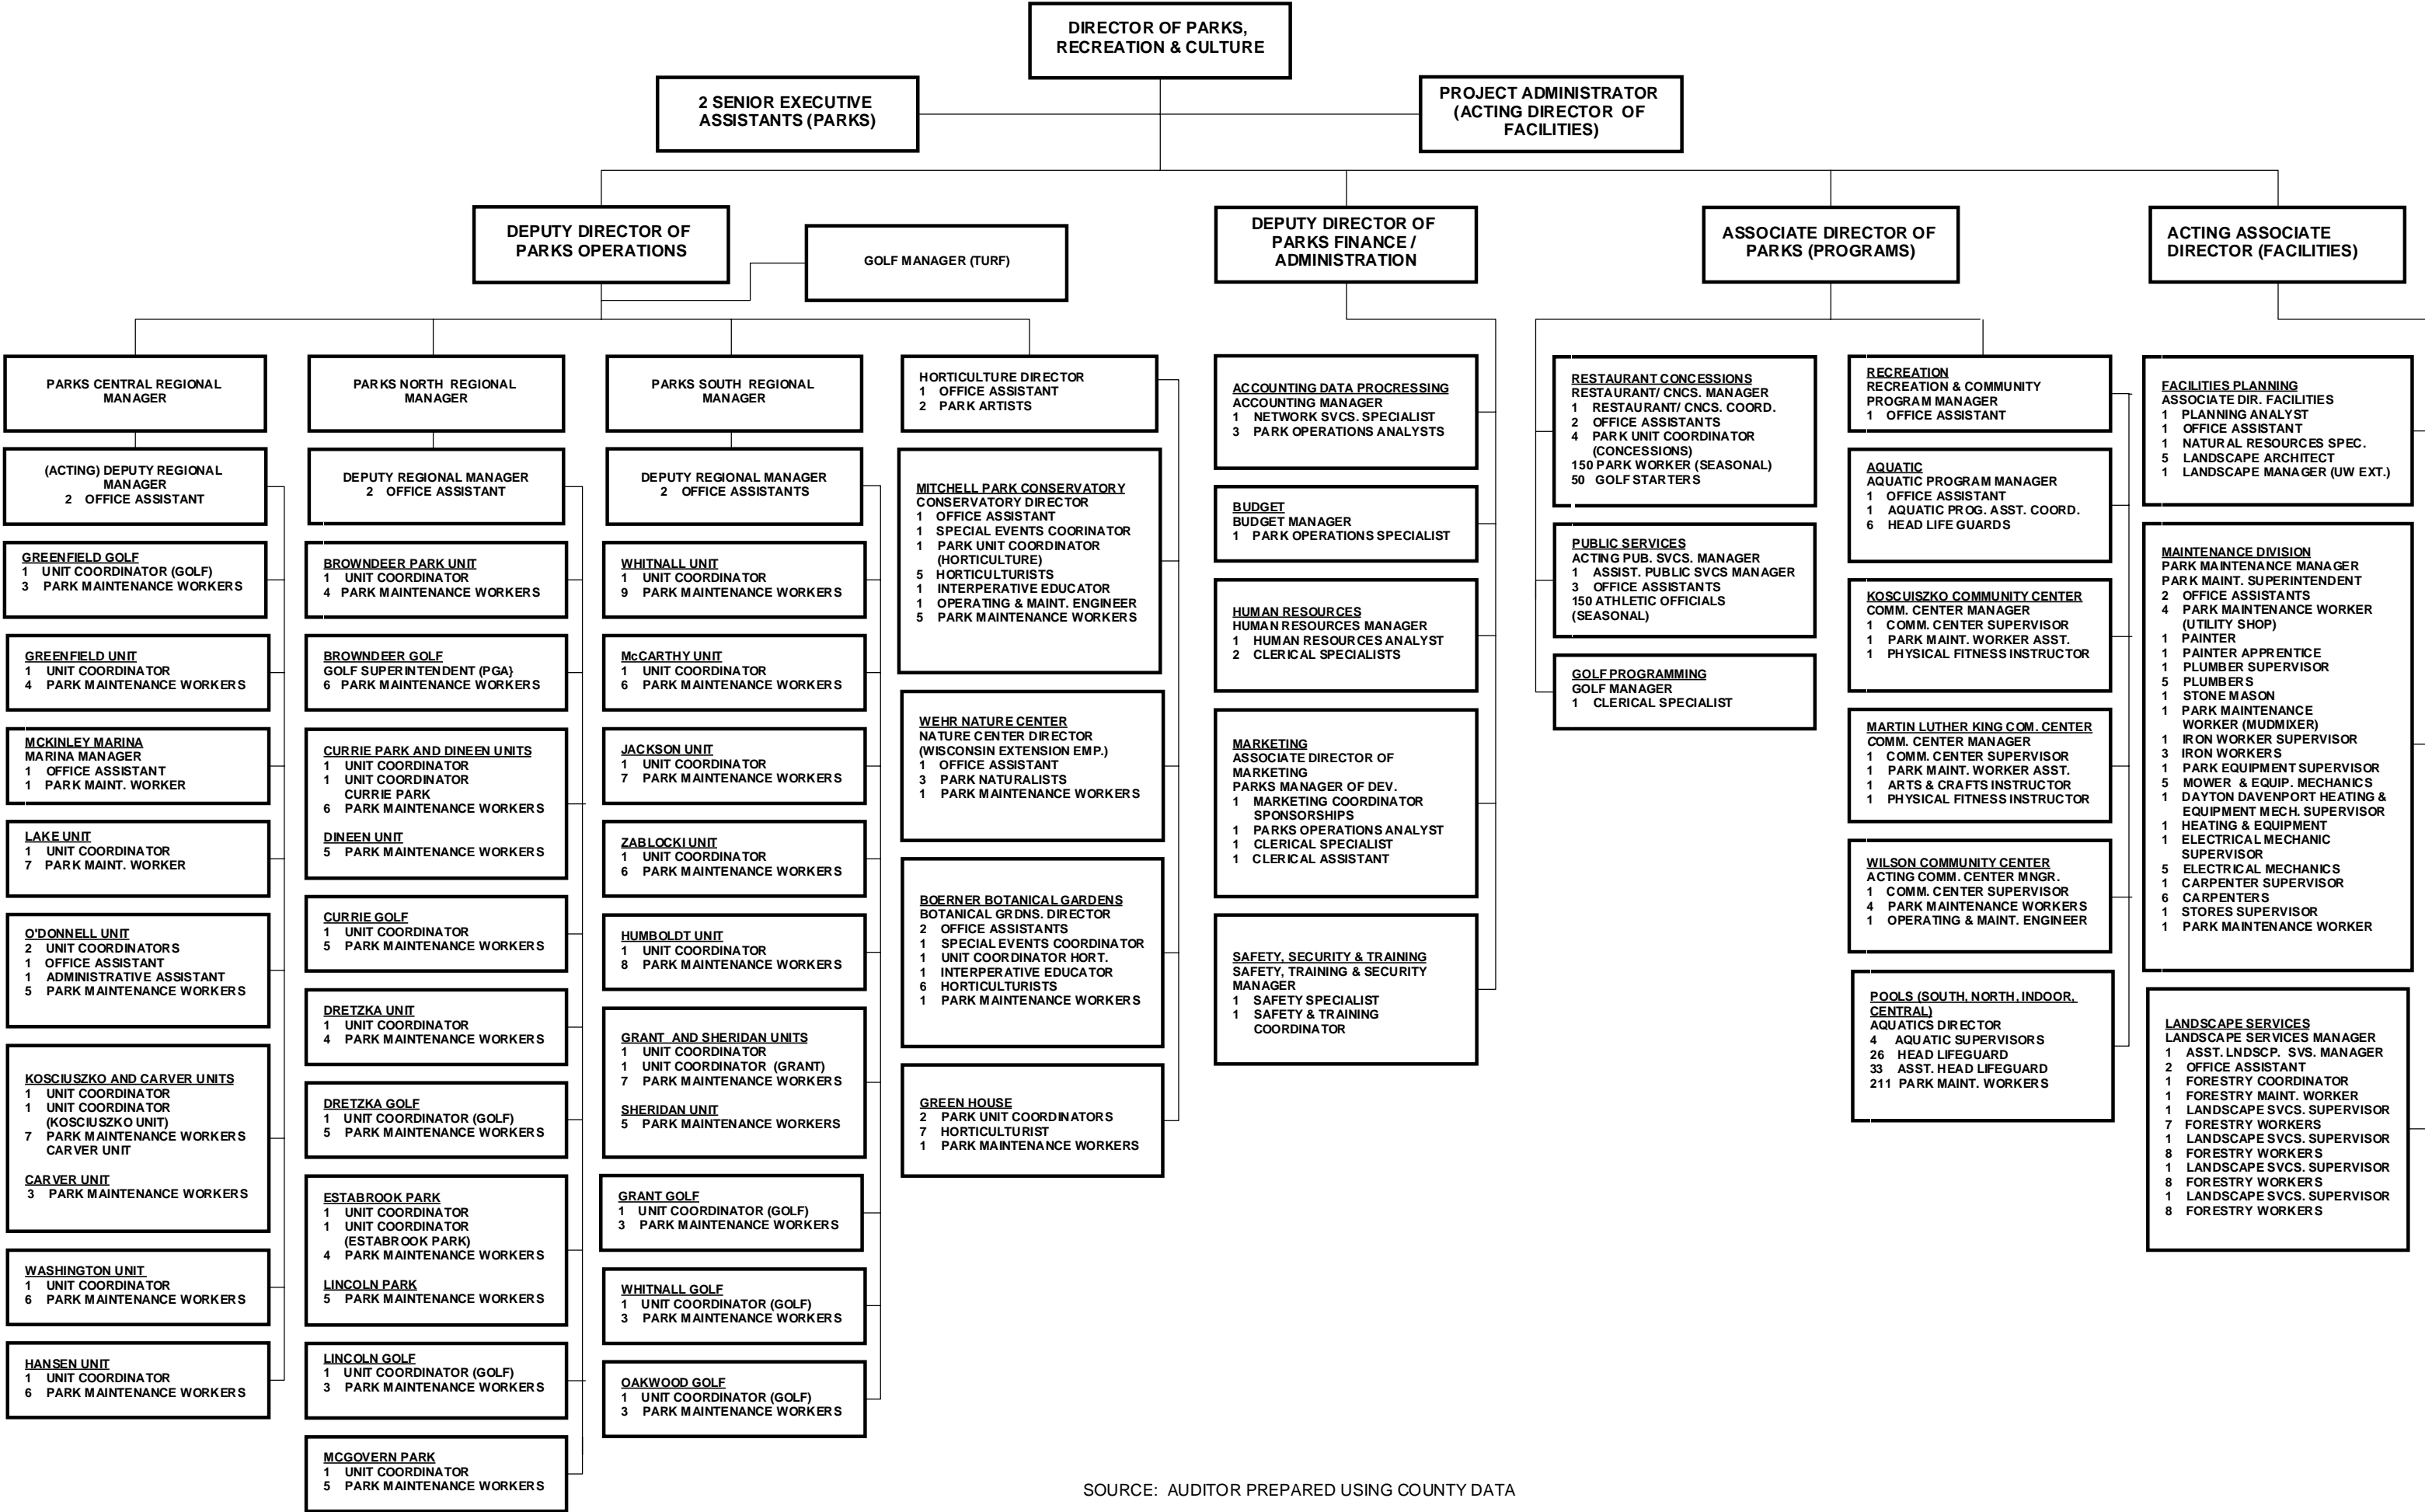 DIRECTOR OF PARKS,
RECREATION & CULTURE
2 SENIOR EXECUTIVE
ASSISTANTS (PARKS)
PROJECT ADMINISTRATOR
(ACTING DIRECTOR OF
FACILITIES)
DEPUTY DIRECTOR OF
PARKS OPERATIONS
GOLF MANAGER (TURF)
DEPUTY DIRECTOR OF
PARKS FINANCE /
ADMINISTRATION
ASSOCIATE DIRECTOR OF
PARKS (PROGRAMS)
ACTING ASSOCIATE
DIRECTOR (FACILITIES)
PARKS CENTRAL REGIONAL
MANAGER
(ACTING) DEPUTY REGIONAL
MANAGER
2 OFFICE ASSISTANT
GREENFIELD GOLF
1 UNIT COORDINATOR (GOLF)
3 PARK MAINTENANCE WORKERS
GREENFIELD UNIT
1 UNIT COORDINATOR
4 PARK MAINTENANCE WORKERS
MCKINLEY MARINA
MARINA MANAGER
1 OFFICE ASSISTANT
1 PARK MAINT. WORKER
LAKE UNIT
1 UNIT COORDINATOR
7 PARK MAINT. WORKER
O'DONNELL UNIT
2 UNIT COORDINATORS
1 OFFICE ASSISTANT
1 ADMINISTRATIVE ASSISTANT
5 PARK MAINTENANCE WORKERS
KOSCIUSZKO AND CARVER UNITS
1 UNIT COORDINATOR
1 UNIT COORDINATOR
(KOSCIUSZKO UNIT)
7 PARK MAINTENANCE WORKERS
CARVER UNIT
CARVER UNIT
3 PARK MAINTENANCE WORKERS
WASHINGTON UNIT
1 UNIT COORDINATOR
6 PARK MAINTENANCE WORKERS
HANSEN UNIT
1 UNIT COORDINATOR
6 PARK MAINTENANCE WORKERS
PARKS NORTH REGIONAL
MANAGER
DEPUTY REGIONAL MANAGER
2 OFFICE ASSISTANT
BROWNDEER PARK UNIT
1 UNIT COORDINATOR
4 PARK MAINTENANCE WORKERS
BROWNDEER GOLF
GOLF SUPERINTENDENT (PGA}
6 PARK MAINTENANCE WORKERS
CURRIE PARK AND DINEEN UNITS
1 UNIT COORDINATOR
1 UNIT COORDINATOR
CURRIE PARK
6 PARK MAINTENANCE WORKERS
DINEEN UNIT
5 PARK MAINTENANCE WORKERS
CURRIE GOLF
1 UNIT COORDINATOR
5 PARK MAINTENANCE WORKERS
DRETZKA UNIT
1 UNIT COORDINATOR
4 PARK MAINTENANCE WORKERS
DRETZKA GOLF
1 UNIT COORDINATOR (GOLF)
5 PARK MAINTENANCE WORKERS
ESTABROOK PARK
1 UNIT COORDINATOR
1 UNIT COORDINATOR
(ESTABROOK PARK)
4 PARK MAINTENANCE WORKERS
LINCOLN PARK
5 PARK MAINTENANCE WORKERS
LINCOLN GOLF
1 UNIT COORDINATOR (GOLF)
3 PARK MAINTENANCE WORKERS
MCGOVERN PARK
1 UNIT COORDINATOR
5 PARK MAINTENANCE WORKERS
PARKS SOUTH REGIONAL
MANAGER
DEPUTY REGIONAL MANAGER
2 OFFICE ASSISTANTS
WHITNALL UNIT
1 UNIT COORDINATOR
9 PARK MAINTENANCE WORKERS
McCARTHY UNIT
1 UNIT COORDINATOR
6 PARK MAINTENANCE WORKERS
JACKSON UNIT
1 UNIT COORDINATOR
7 PARK MAINTENANCE WORKERS
ZABLOCKI UNIT
1 UNIT COORDINATOR
6 PARK MAINTENANCE WORKERS
HUMBOLDT UNIT
1 UNIT COORDINATOR
8 PARK MAINTENANCE WORKERS
GRANT AND SHERIDAN UNITS
1 UNIT COORDINATOR
1 UNIT COORDINATOR (GRANT)
7 PARK MAINTENANCE WORKERS
SHERIDAN UNIT
5 PARK MAINTENANCE WORKERS
GRANT GOLF
1 UNIT COORDINATOR (GOLF)
3 PARK MAINTENANCE WORKERS
WHITNALL GOLF
1 UNIT COORDINATOR (GOLF)
3 PARK MAINTENANCE WORKERS
OAKWOOD GOLF
1 UNIT COORDINATOR (GOLF)
3 PARK MAINTENANCE WORKERS
HORTICULTURE DIRECTOR
1 OFFICE ASSISTANT
2 PARK ARTISTS
MITCHELL PARK CONSERVATORY
CONSERVATORY DIRECTOR
1 OFFICE ASSISTANT
1 SPECIAL EVENTS COORINATOR
1 PARK UNIT COORDINATOR
(HORTICULTURE)
5 HORTICULTURISTS
1 INTERPERATIVE EDUCATOR
1 OPERATING & MAINT. ENGINEER
5 PARK MAINTENANCE WORKERS
WEHR NATURE CENTER
NATURE CENTER DIRECTOR
(WISCONSIN EXTENSION EMP.)
1 OFFICE ASSISTANT
3 PARK NATURALISTS
1 PARK MAINTENANCE WORKERS
BOERNER BOTANICAL GARDENS
BOTANICAL GRDNS. DIRECTOR
2 OFFICE ASSISTANTS
1 SPECIAL EVENTS COORDINATOR
1 UNIT COORDINATOR HORT.
1 INTERPERATIVE EDUCATOR
6 HORTICULTURISTS
1 PARK MAINTENANCE WORKERS
GREEN HOUSE
2 PARK UNIT COORDINATORS
7 HORTICULTURIST
1 PARK MAINTENANCE WORKERS
ACCOUNTING DATA PROCRESSING
ACCOUNTING MANAGER
1 NETWORK SVCS. SPECIALIST
3 PARK OPERATIONS ANALYSTS
BUDGET
BUDGET MANAGER
1 PARK OPERATIONS SPECIALIST
HUMAN RESOURCES
HUMAN RESOURCES MANAGER
1 HUMAN RESOURCES ANALYST
2 CLERICAL SPECIALISTS
MARKETING
ASSOCIATE DIRECTOR OF
MARKETING
PARKS MANAGER OF DEV.
1 MARKETING COORDINATOR
SPONSORSHIPS
1 PARKS OPERATIONS ANALYST
1 CLERICAL SPECIALIST
1 CLERICAL ASSISTANT
SAFETY, SECURITY & TRAINING
SAFETY, TRAINING & SECURITY
MANAGER
1 SAFETY SPECIALIST
1 SAFETY & TRAINING
COORDINATOR
RESTAURANT CONCESSIONS
RESTAURANT/ CNCS. MANAGER
1 RESTAURANT/ CNCS. COORD.
2 OFFICE ASSISTANTS
4 PARK UNIT COORDINATOR
(CONCESSIONS)
150 PARK WORKER (SEASONAL)
50 GOLF STARTERS
PUBLIC SERVICES
ACTING PUB. SVCS. MANAGER
1 ASSIST. PUBLIC SVCS MANAGER
3 OFFICE ASSISTANTS
150 ATHLETIC OFFICIALS
(SEASONAL)
GOLF PROGRAMMING
GOLF MANAGER
1 CLERICAL SPECIALIST
RECREATION
RECREATION & COMMUNITY
PROGRAM MANAGER
1 OFFICE ASSISTANT
AQUATIC
AQUATIC PROGRAM MANAGER
1 OFFICE ASSISTANT
1 AQUATIC PROG. ASST. COORD.
6 HEAD LIFE GUARDS
KOSCUISZKO COMMUNITY CENTER
COMM. CENTER MANAGER
1 COMM. CENTER SUPERVISOR
1 PARK MAINT. WORKER ASST.
1 PHYSICAL FITNESS INSTRUCTOR
MARTIN LUTHER KING COM. CENTER
COMM. CENTER MANAGER
1 COMM. CENTER SUPERVISOR
1 PARK MAINT. WORKER ASST.
1 ARTS & CRAFTS INSTRUCTOR
1 PHYSICAL FITNESS INSTRUCTOR
WILSON COMMUNITY CENTER
ACTING COMM. CENTER MNGR.
1 COMM. CENTER SUPERVISOR
4 PARK MAINTENANCE WORKERS
1 OPERATING & MAINT. ENGINEER
POOLS (SOUTH, NORTH, INDOOR,
CENTRAL)
AQUATICS DIRECTOR
4 AQUATIC SUPERVISORS
26 HEAD LIFEGUARD
33 ASST. HEAD LIFEGUARD
211 PARK MAINT. WORKERS
FACILITIES PLANNING
ASSOCIATE DIR. FACILITIES
1 PLANNING ANALYST
1 OFFICE ASSISTANT
1 NATURAL RESOURCES SPEC.
5 LANDSCAPE ARCHITECT
1 LANDSCAPE MANAGER (UW EXT.)
MAINTENANCE DIVISION
PARK MAINTENANCE MANAGER
PARK MAINT. SUPERINTENDENT
2 OFFICE ASSISTANTS
4 PARK MAINTENANCE WORKER
(UTILITY SHOP)
1 PAINTER
1 PAINTER APPRENTICE
1 PLUMBER SUPERVISOR
5 PLUMBERS
1 STONE MASON
1 PARK MAINTENANCE
WORKER (MUDMIXER)
1 IRON WORKER SUPERVISOR
3 IRON WORKERS
1 PARK EQUIPMENT SUPERVISOR
5 MOWER & EQUIP. MECHANICS
1 DAYTON DAVENPORT HEATING &
EQUIPMENT MECH. SUPERVISOR
1 HEATING & EQUIPMENT
1 ELECTRICAL MECHANIC
SUPERVISOR
5 ELECTRICAL MECHANICS
1 CARPENTER SUPERVISOR
6 CARPENTERS
1 STORES SUPERVISOR
1 PARK MAINTENANCE WORKER
LANDSCAPE SERVICES
LANDSCAPE SERVICES MANAGER
1 ASST. LNDSCP. SVS. MANAGER
2 OFFICE ASSISTANT
1 FORESTRY COORDINATOR
1 FORESTRY MAINT. WORKER
1 LANDSCAPE SVCS. SUPERVISOR
7 FORESTRY WORKERS
1 LANDSCAPE SVCS. SUPERVISOR
8 FORESTRY WORKERS
1 LANDSCAPE SVCS. SUPERVISOR
8 FORESTRY WORKERS
1 LANDSCAPE SVCS. SUPERVISOR
8 FORESTRY WORKERS
SOURCE: AUDITOR PREPARED USING COUNTY DATA